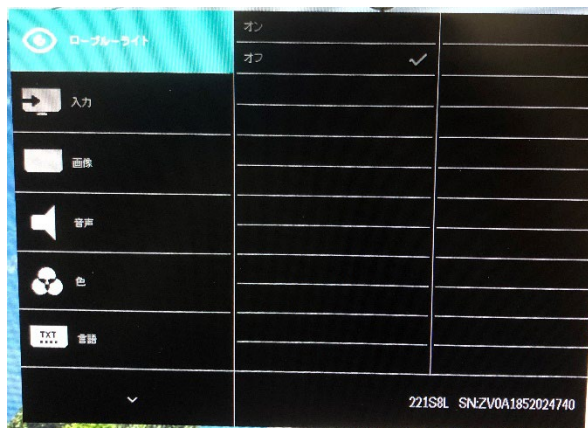 ローブルーライト
オン
オフ
入力
画像
音声
色
TXT
言語
221S8L SN:ZV0A1852024740